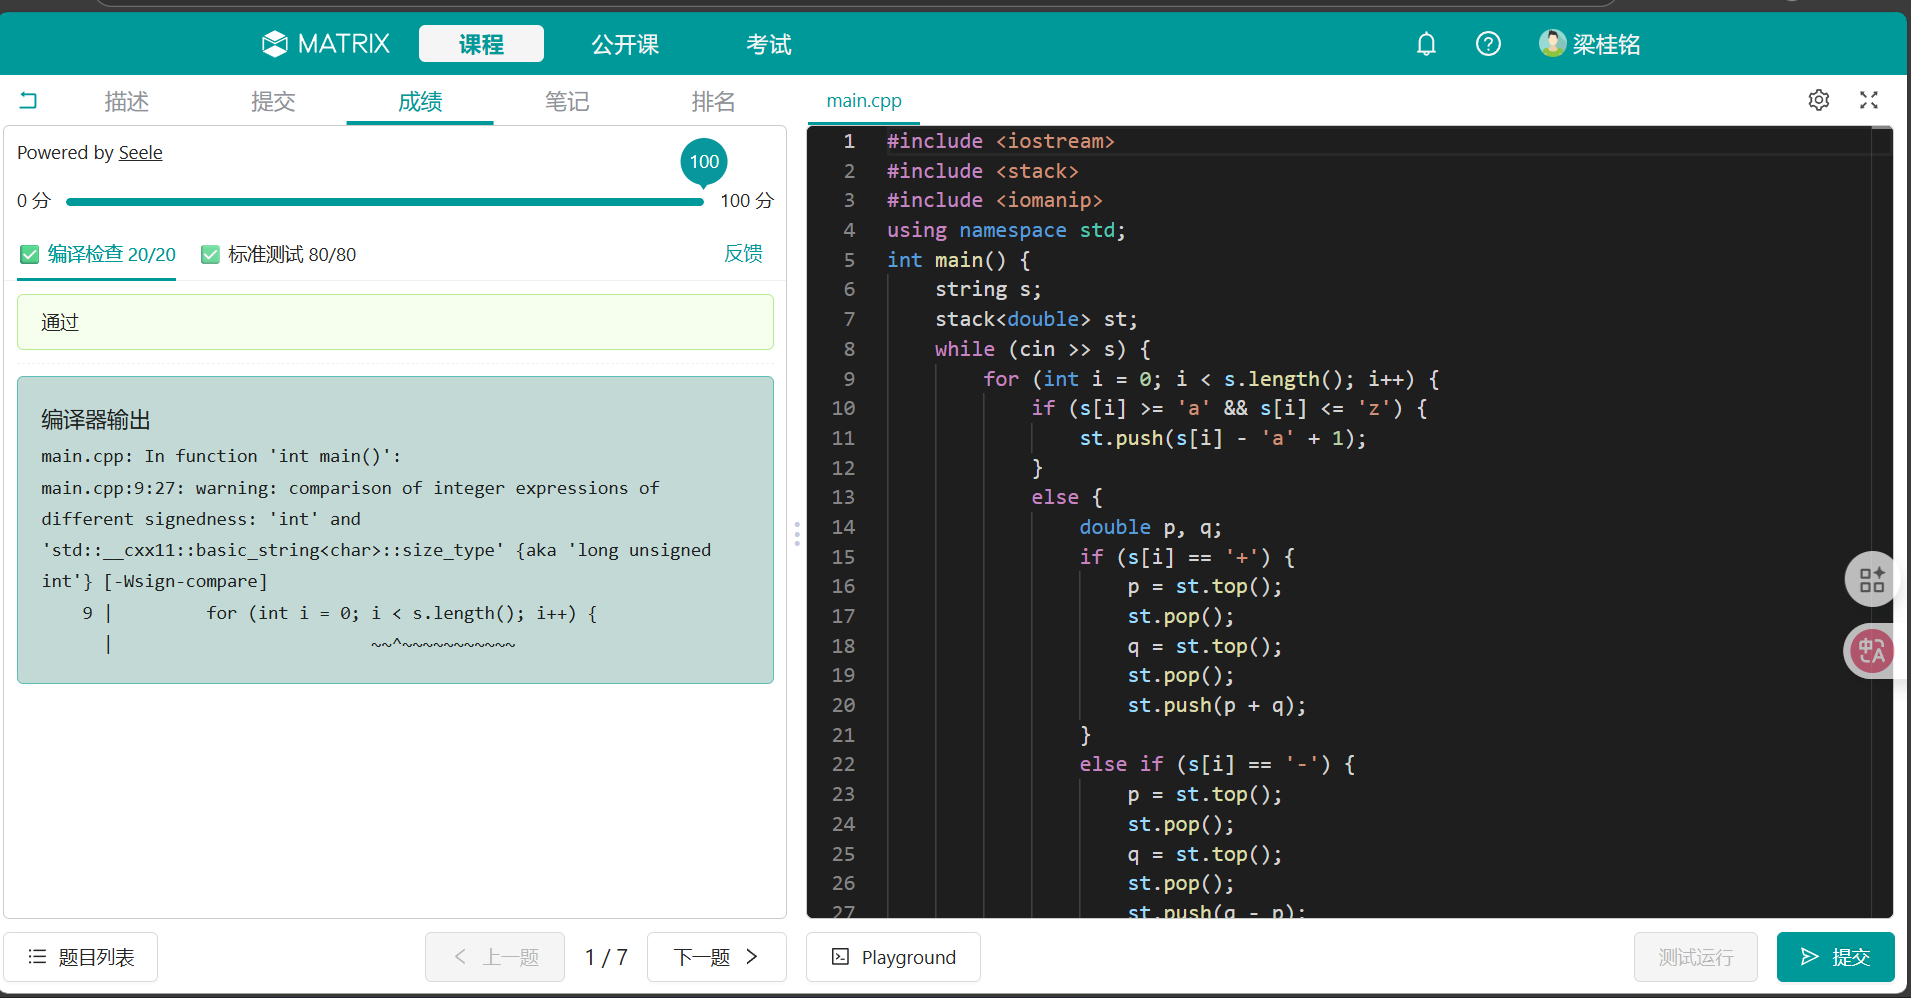 MATRIX 课程 公开课 考试 梁桂铭
描述 提交 成绩 笔记 排名
Powered by Seele
100
0 分 100 分
编译检查 20/20 标准测试 80/80 反馈
通过
编译器输出
main.cpp: In function 'int main()':
main.cpp:9:27: warning: comparison of integer expressions of
different signedness: 'int' and
'std::__cxx11::basic_string<char>::size_type' {aka 'long unsigned
int'} [-Wsign-compare]
9 | for (int i = 0; i < s.length(); i++) {
| ~~^~~~~~~~~~~~
题目列表 上一题 1 / 7 下一题
main.cpp
1 #include <iostream>
2 #include <stack>
3 #include <iomanip>
4 using namespace std;
5 int main() {
6 string s;
7 stack<double> st;
8 while (cin >> s) {
9 for (int i = 0; i < s.length(); i++) {
10 if (s[i] >= 'a' && s[i] <= 'z') {
11 st.push(s[i] - 'a' + 1);
12 }
13 else {
14 double p, q;
15 if (s[i] == '+') {
16 p = st.top();
17 st.pop();
18 q = st.top();
19 st.pop();
20 st.push(p + q);
21 }
22 else if (s[i] == '-') {
23 p = st.top();
24 st.pop();
25 q = st.top();
26 st.pop();
27 st.push(q - p);
中A
Playground 测试运行 提交